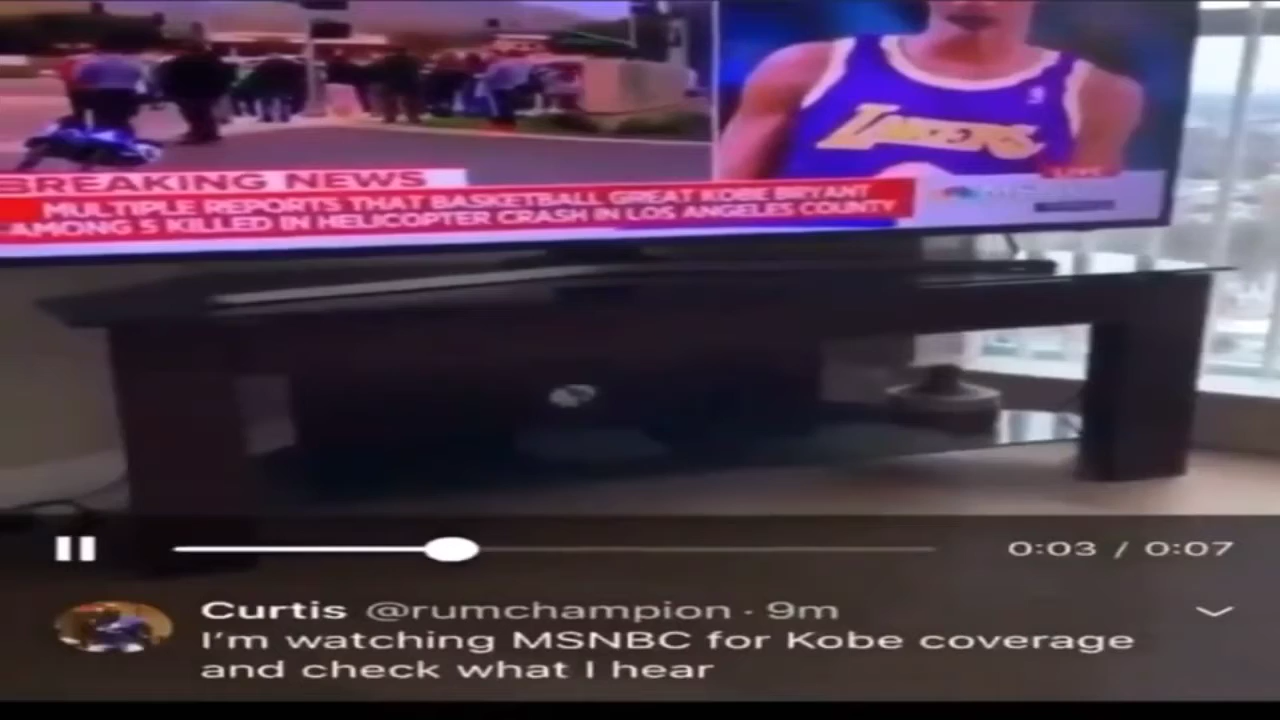 LAKERS
BREAKING NEWS
LIVE
MULTIPLE REPORTS THAT BASKETBALL GREAT KOBE BRYANT
AMONG 5 KILLED IN HELICOPTER CRASH IN LOS ANGELES COUNTY
0:03 / 0:07
Curtis @rumchampion · 9m
I'm watching MSNBC for Kobe coverage
and check what I hear